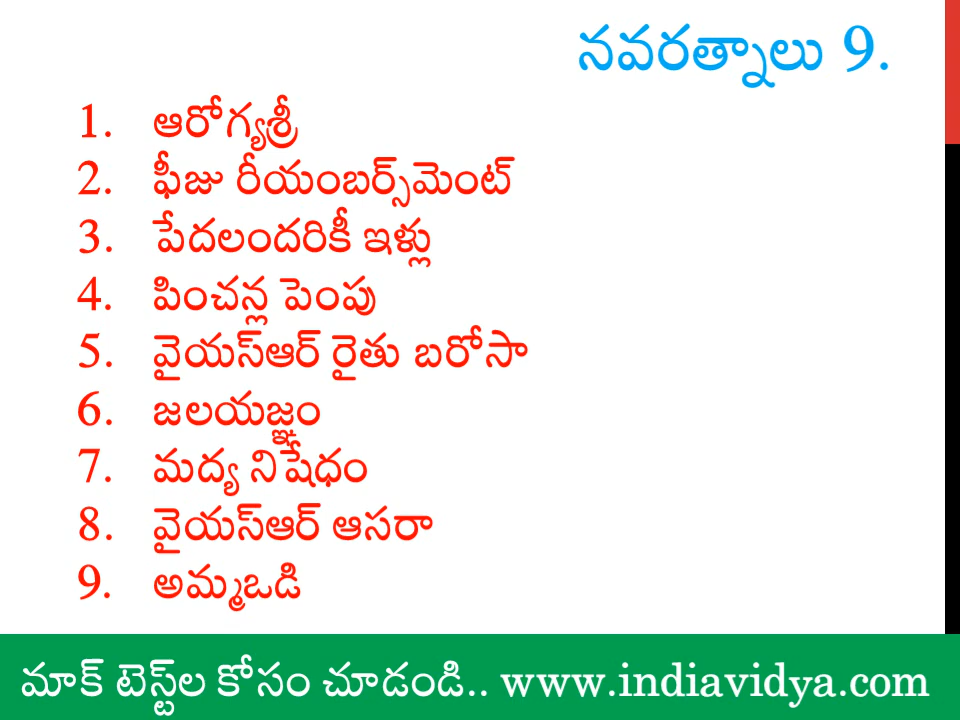 నవరత్నాలు 9.
1. ఆరోగ్యశ్రీ
2. ఫీజు రీయంబర్స్‌మెంట్
3. పేదలందరికీ ఇళ్లు
4. పించన్ల పెంపు
5. వైయస్ఆర్ రైతు బరోసా
6. జలయజ్ఞం
7. మద్య నిషేధం
8. వైయస్ఆర్ ఆసరా
9. అమ్మఒడి
మాక్ టెస్ట్‌ల కోసం చూడండి.. www.indiavidya.com